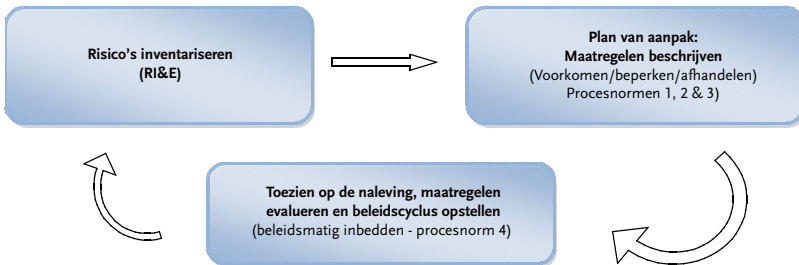 Risico's inventariseren
(RI&E)
Plan van aanpak:
Maatregelen beschrijven
(Voorkomen/beperken/afhandelen)
Procesnormen 1, 2 & 3)
Toezien op de naleving, maatregelen
evalueren en beleidscyclus opstellen
(beleidsmatig inbedden - procesnorm 4)